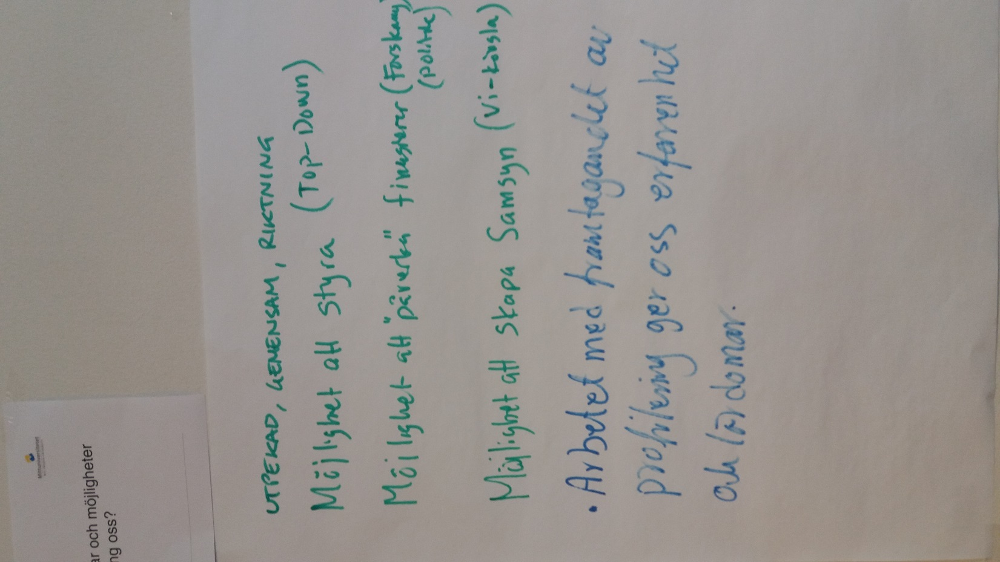 ar och möjligheter
ng oss?
UTPEKAD, GEMENSAM, RIKTNING
Möjlighet att styra (TOP-DOWN)
Möjlighet att "påverka" finansiärer (Forskning)
(politik)
Möjlighet att skapa Samsyn (Vi-känsla)
• Arbetet med framtagandet av
profilering ger oss erfarenhet
och lärdomar.